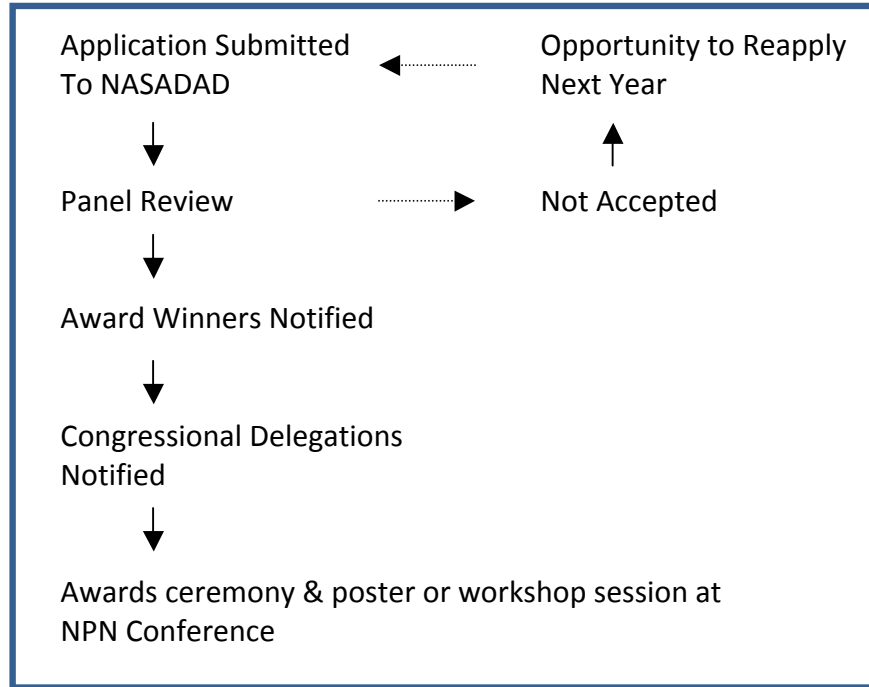 Application Submitted
To NASADAD
Opportunity to Reapply
Next Year
Panel Review
Not Accepted
Award Winners Notified
Congressional Delegations
Notified
Awards ceremony & poster or workshop session at
NPN Conference